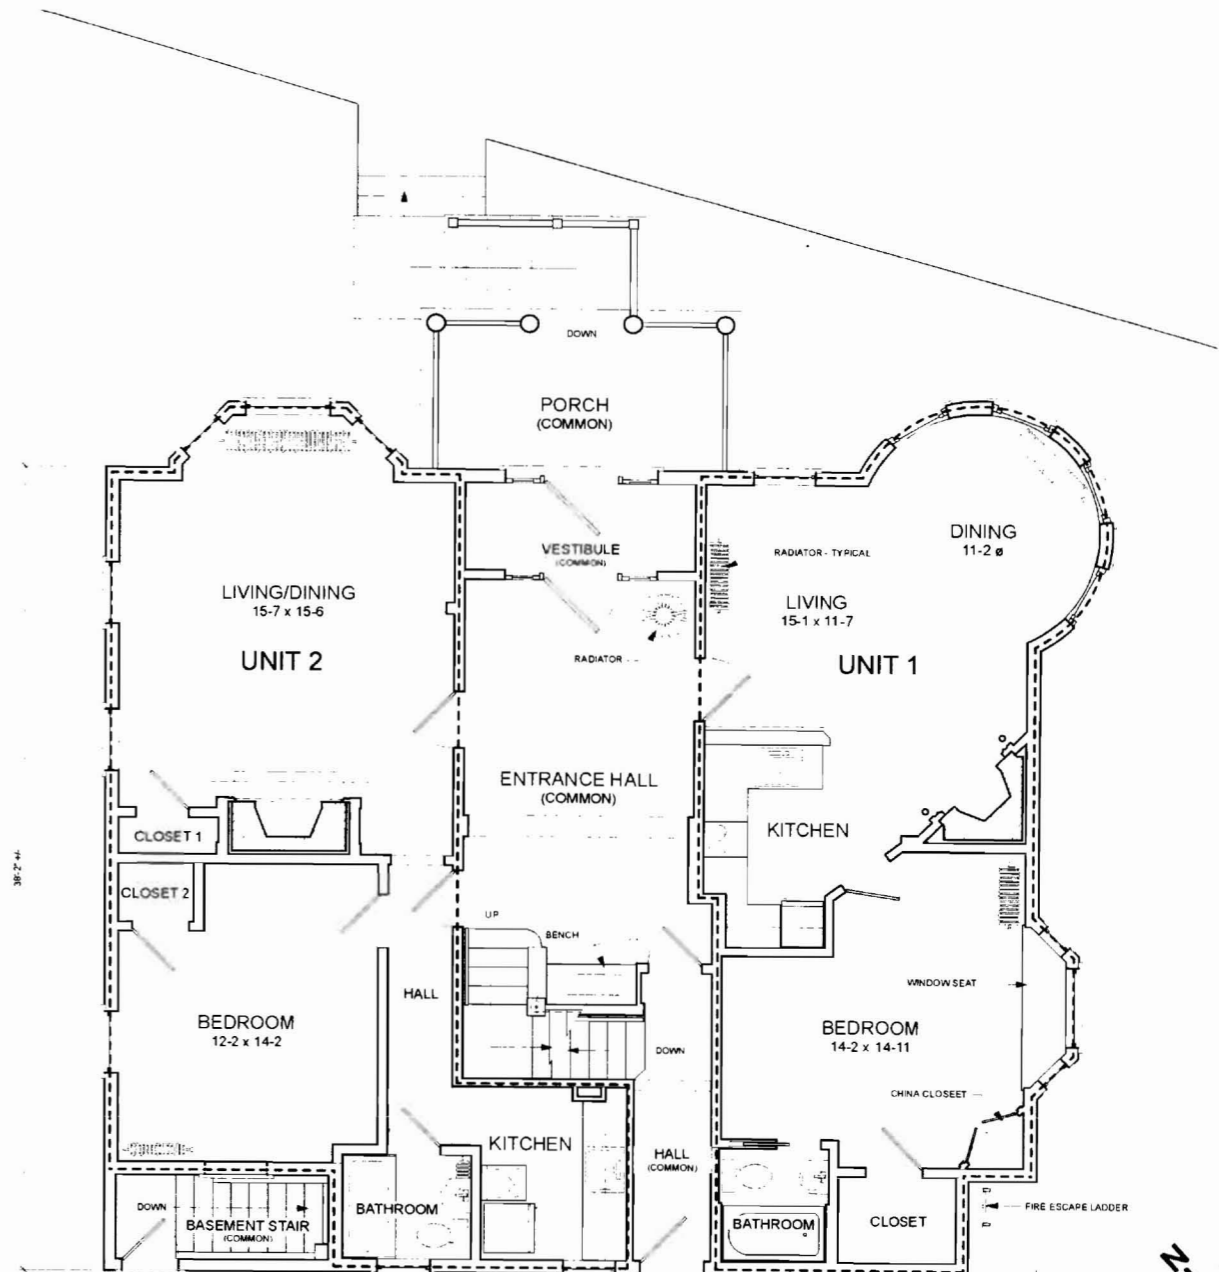 DOWN
PORCH
(COMMON)
VESTIBULE
(COMMON)
DINING
11-2 ø
RADIATOR - TYPICAL
LIVING/DINING
15-7 x 15-6
LIVING
15-1 x 11-7
RADIATOR
UNIT 2
UNIT 1
ENTRANCE HALL
(COMMON)
KITCHEN
CLOSET 1
CLOSET 2
38'-2" +/-
UP
BENCH
HALL
WINDOW SEAT
BEDROOM
12-2 x 14-2
BEDROOM
14-2 x 14-11
DOWN
CHINA CLOSEET
KITCHEN
HALL
(COMMON)
DOWN
BASEMENT STAIR
(COMMON)
BATHROOM
BATHROOM
CLOSET
FIRE ESCAPE LADDER
N